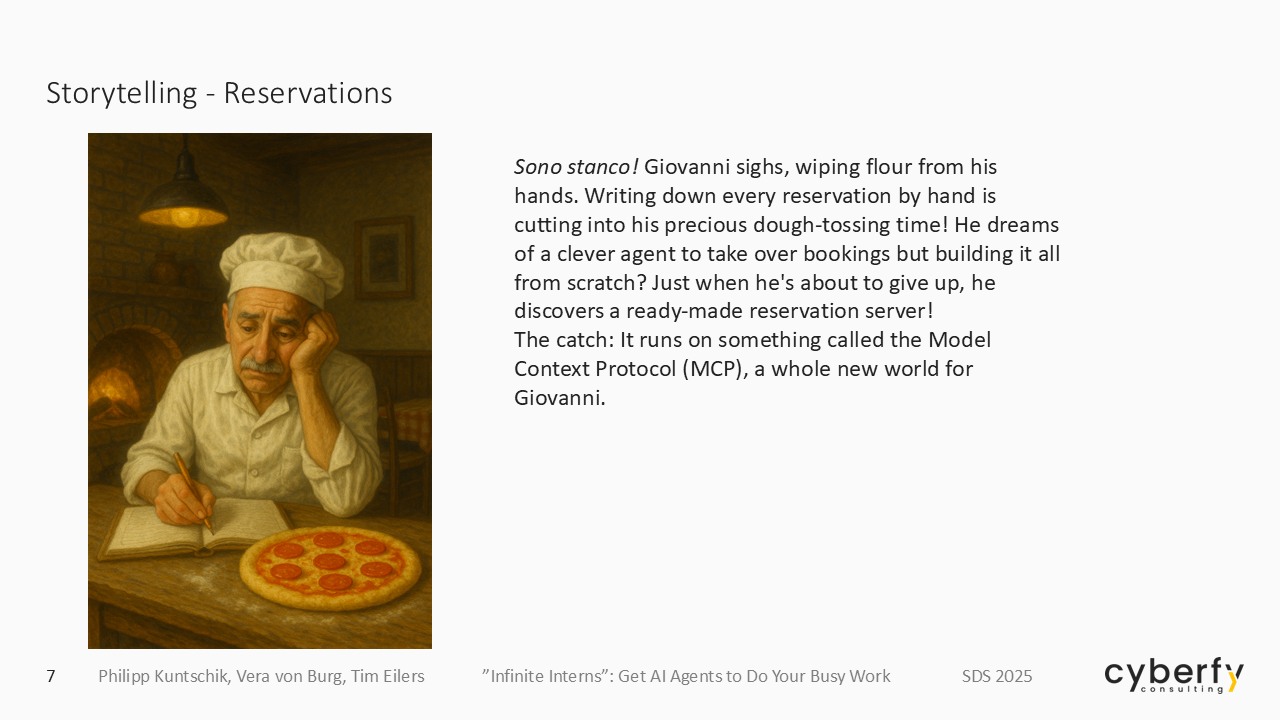 Storytelling - Reservations
Sono stanco! Giovanni sighs, wiping flour from his
hands. Writing down every reservation by hand is
cutting into his precious dough-tossing time! He dreams
of a clever agent to take over bookings but building it all
from scratch? Just when he's about to give up, he
discovers a ready-made reservation server!
The catch: It runs on something called the Model
Context Protocol (MCP), a whole new world for
Giovanni.
7 Philipp Kuntschik, Vera von Burg, Tim Eilers ”Infinite Interns”: Get AI Agents to Do Your Busy Work SDS 2025
cyberfy
consulting